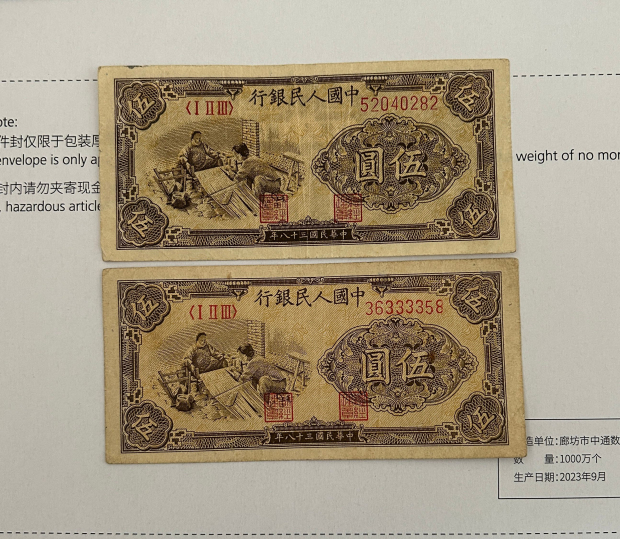 伍 伍
行銀民人國中
〈I II III〉 52040282
圓伍
年八十三國民華中
伍 伍
伍 伍
行銀民人國中
〈I II III〉 36333358
圓伍
年八十三國民華中
伍 伍
ote:
件封仅限于包装厚
envelope is only a
weight of no mor
封内请勿夹寄现金
hazardous article
造单位:廊坊市中通数
数 量:1000万个
生产日期:2023年9月